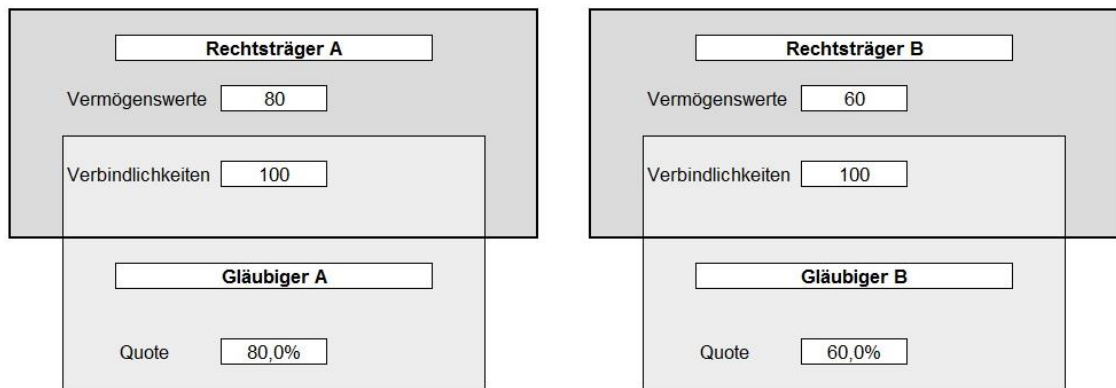 Rechtsträger A
Vermögenswerte 80
Verbindlichkeiten 100
Gläubiger A
Quote 80,0%
Rechtsträger B
Vermögenswerte 60
Verbindlichkeiten 100
Gläubiger B
Quote 60,0%